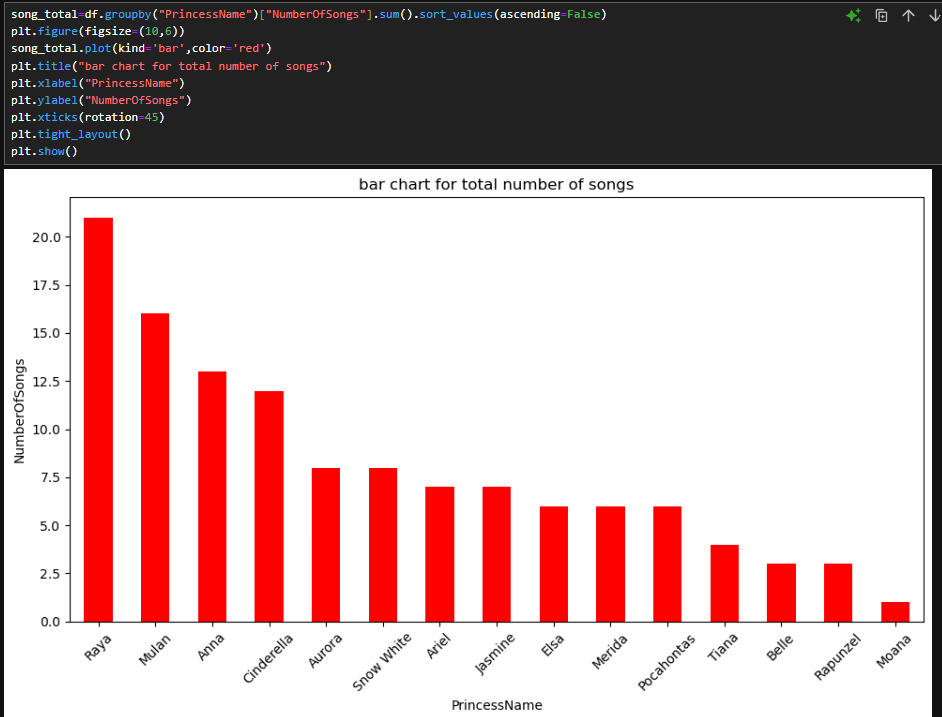 song_total=df.groupby("PrincessName")["NumberOfSongs"].sum().sort_values(ascending=False)
plt.figure(figsize=(10,6))
song_total.plot(kind='bar',color='red')
plt.title("bar chart for total number of songs")
plt.xlabel("PrincessName")
plt.ylabel("NumberOfSongs")
plt.xticks(rotation=45)
plt.tight_layout()
plt.show()
bar chart for total number of songs
NumberOfSongs
20.0
17.5
15.0
12.5
10.0
7.5
5.0
2.5
0.0
Raya
Mulan
Anna
Cinderella
Aurora
Snow White
Ariel
Jasmine
Elsa
Merida
Pocahontas
Tiana
Belle
Rapunzel
Moana
PrincessName